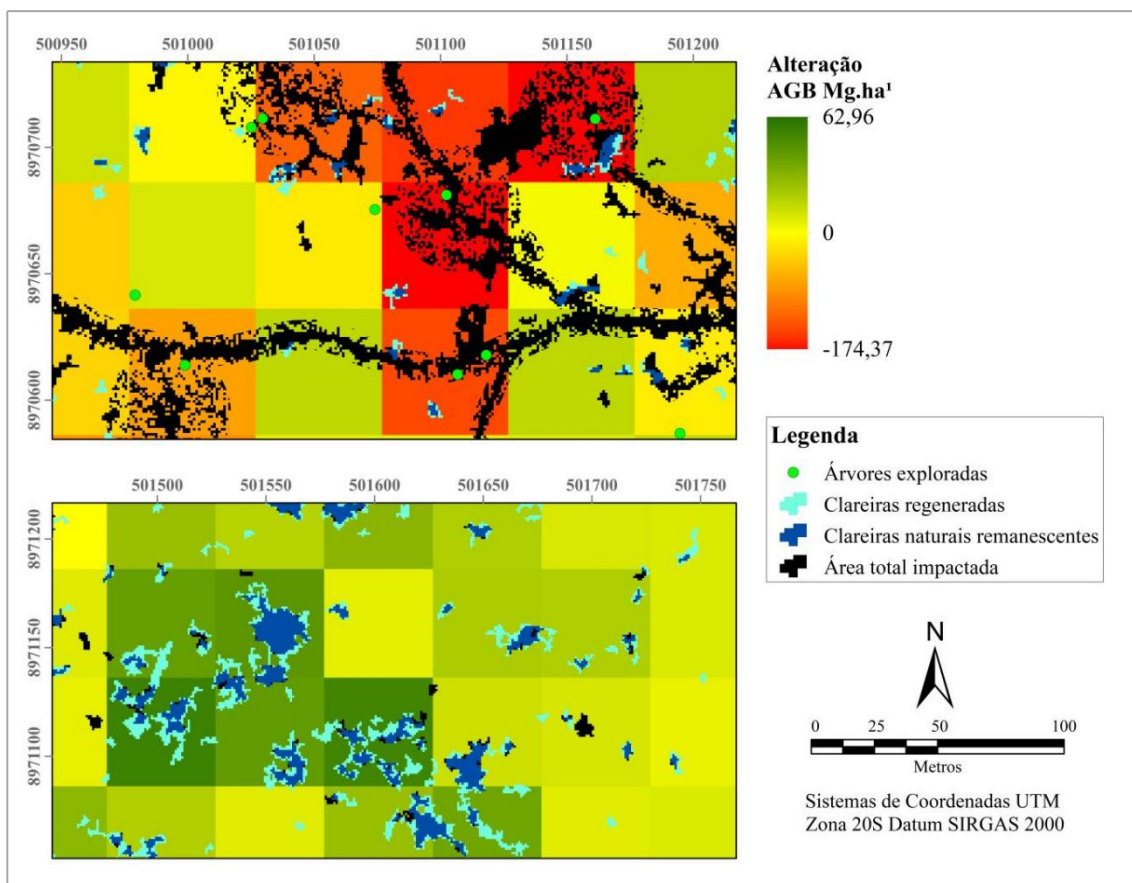 500950 501000 501050 501100 501150 501200
8970700
8970650
8970600
Alteração
AGB Mg.ha¹
62,96
0
-174,37
Legenda
Árvores exploradas
Clareiras regeneradas
Clareiras naturais remanescentes
Área total impactada
501500 501550 501600 501650 501700 501750
8971200
8971150
8971100
N
0 25 50 100
Metros
Sistemas de Coordenadas UTM
Zona 20S Datum SIRGAS 2000